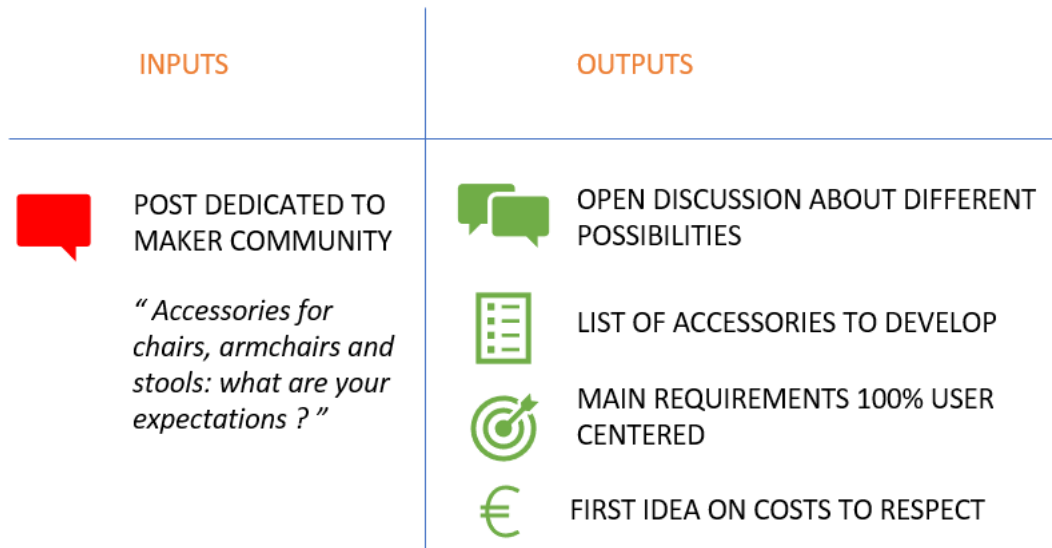 INPUTS
OUTPUTS
POST DEDICATED TO
MAKER COMMUNITY
“ Accessories for
chairs, armchairs and
stools: what are your
expectations ? ”
OPEN DISCUSSION ABOUT DIFFERENT
POSSIBILITIES
LIST OF ACCESSORIES TO DEVELOP
MAIN REQUIREMENTS 100% USER
CENTERED
€ FIRST IDEA ON COSTS TO RESPECT